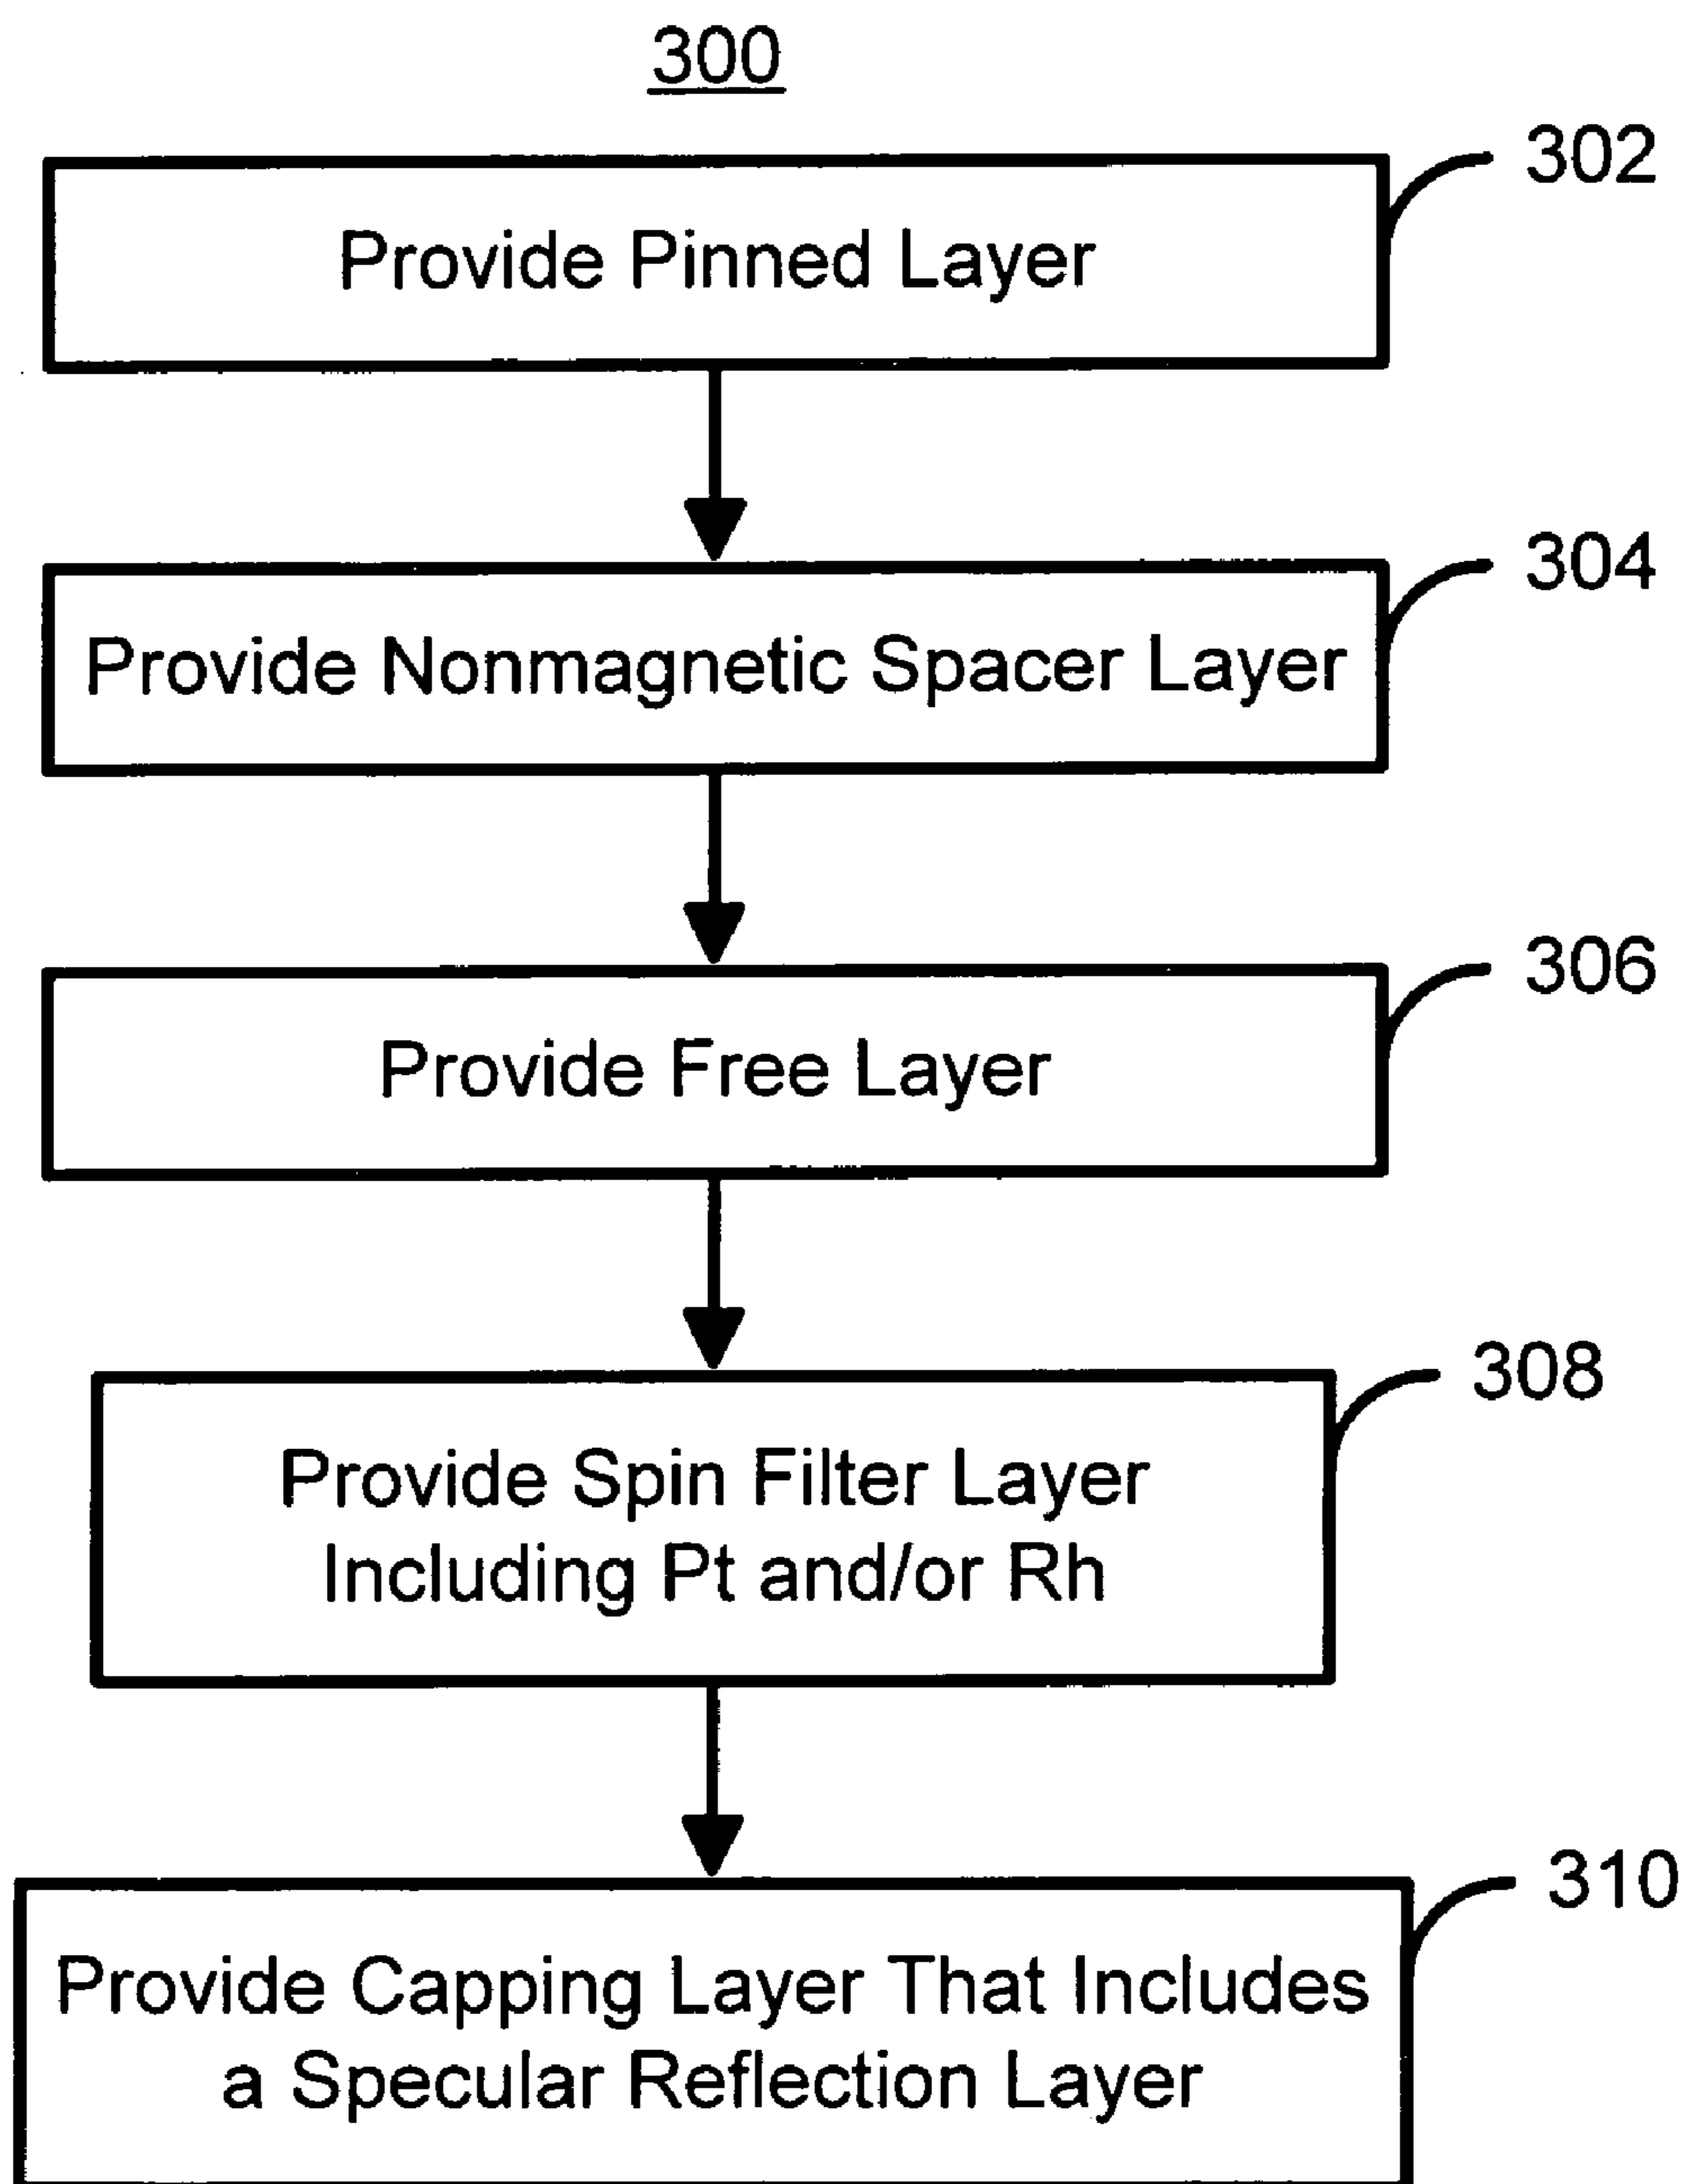 300
302
Provide Pinned Layer
304
Provide Nonmagnetic Spacer Layer
306
Provide Free Layer
308
Provide Spin Filter Layer
Including Pt and/or Rh
310
Provide Capping Layer That Includes
a Specular Reflection Layer